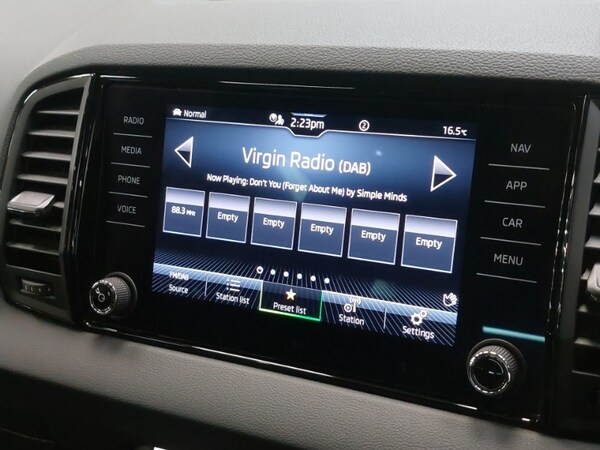 Normal
2:23pm
2
16.5°C
RADIO
MEDIA
PHONE
VOICE
Virgin Radio (DAB)
Now Playing: Don't You (Forget About Me) by Simple Minds
88.3 MHz
Empty
Empty
Empty
Empty
Empty
FM/DAB
Source
Station list
Preset list
Station
Settings
NAV
APP
CAR
MENU